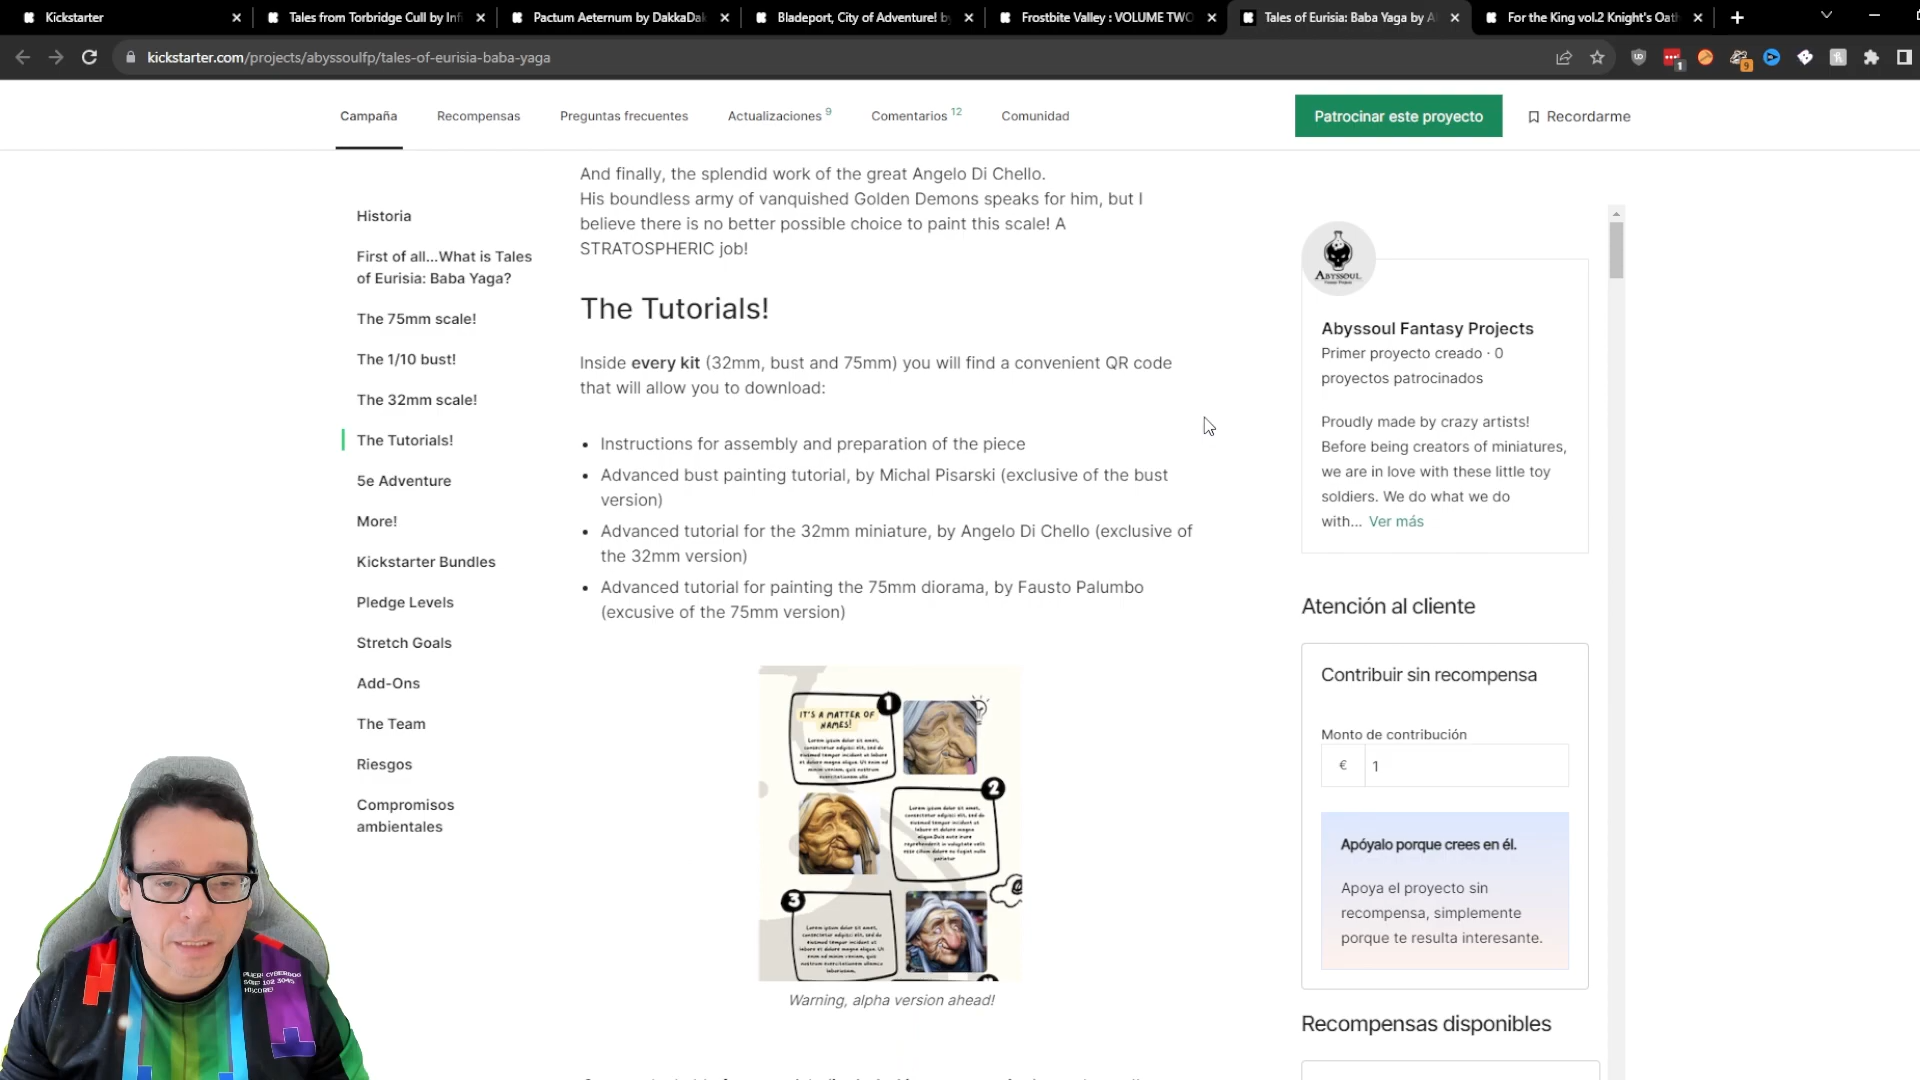 Kickstarter
Tales from Torbridge Cull by Inf
Pactum Aeternum by DakkaDak
Bladeport, City of Adventure! b
Frostbite Valley : VOLUME TWO
Tales of Eurisia: Baba Yaga by A
For the King vol.2 Knight's Oath
kickstarter.com/projects/abyssoulfp/tales-of-eurisia-baba-yaga
1
9
Campaña
Recompensas
Preguntas frecuentes
Actualizaciones 9
Comentarios 12
Comunidad
Patrocinar este proyecto
Recordarme
Historia
First of all...What is Tales
of Eurisia: Baba Yaga?
The 75mm scale!
The 1/10 bust!
The 32mm scale!
The Tutorials!
5e Adventure
More!
Kickstarter Bundles
Pledge Levels
Stretch Goals
Add-Ons
The Team
Riesgos
Compromisos
ambientales
And finally, the splendid work of the great Angelo Di Chello.
His boundless army of vanquished Golden Demons speaks for him, but I
believe there is no better possible choice to paint this scale! A
STRATOSPHERIC job!
The Tutorials!
Inside every kit (32mm, bust and 75mm) you will find a convenient QR code
that will allow you to download:
• Instructions for assembly and preparation of the piece
• Advanced bust painting tutorial, by Michal Pisarski (exclusive of the bust
version)
• Advanced tutorial for the 32mm miniature, by Angelo Di Chello (exclusive of
the 32mm version)
• Advanced tutorial for painting the 75mm diorama, by Fausto Palumbo
(excusive of the 75mm version)
1
IT'S A MATTER OF
NAMES!
2
3
Warning, alpha version ahead!
ABYSSOUL
Abyssoul Fantasy Projects
Primer proyecto creado · 0
proyectos patrocinados
Proudly made by crazy artists!
Before being creators of miniatures,
we are in love with these little toy
soldiers. We do what we do
with... Ver más
Atención al cliente
Contribuir sin recompensa
Monto de contribución
€ 1
Apóyalo porque crees en él.
Apoya el proyecto sin
recompensa, simplemente
porque te resulta interesante.
Recompensas disponibles